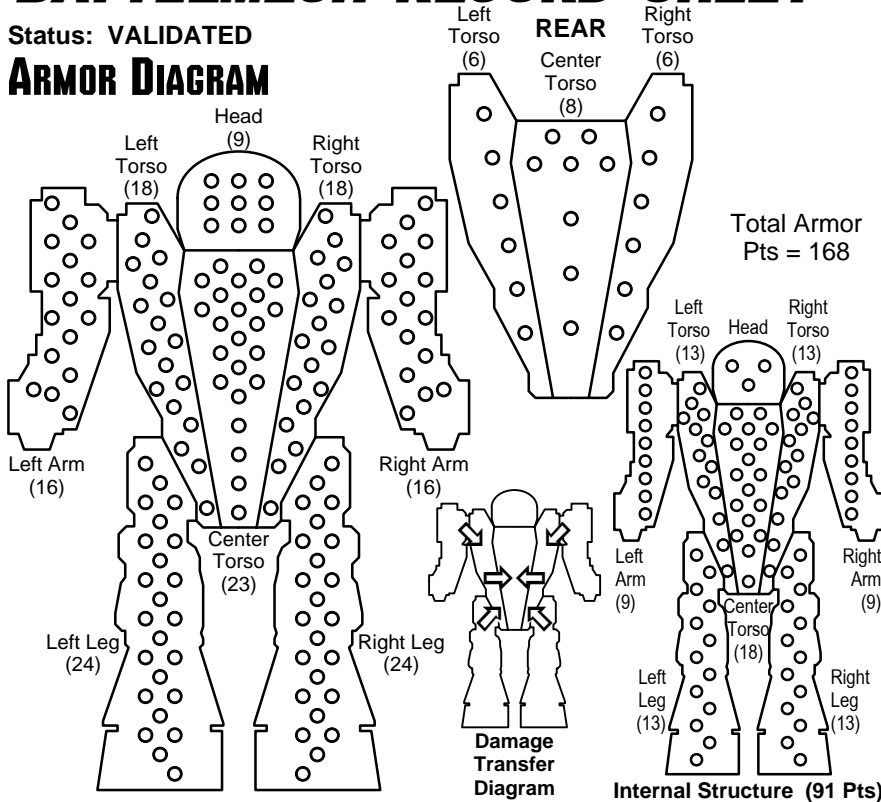 BATTLEMECH RECORD SHEET
Status: VALIDATED
ARMOR DIAGRAM
Head
(9)
Left
Torso
(18)
Right
Torso
(18)
Left Arm
(16)
Right Arm
(16)
Center
Torso
(23)
Left Leg
(24)
Right Leg
(24)
REAR
Left
Torso
(6)
Center
Torso
(8)
Right
Torso
(6)
Total Armor
Pts = 168
Left
Torso
(13)
Head
Right
Torso
(13)
Left
Arm
(9)
Right
Arm
(9)
Center
Torso
(18)
Left
Leg
(13)
Right
Leg
(13)
Damage
Transfer
Diagram
Internal Structure (91 Pts)